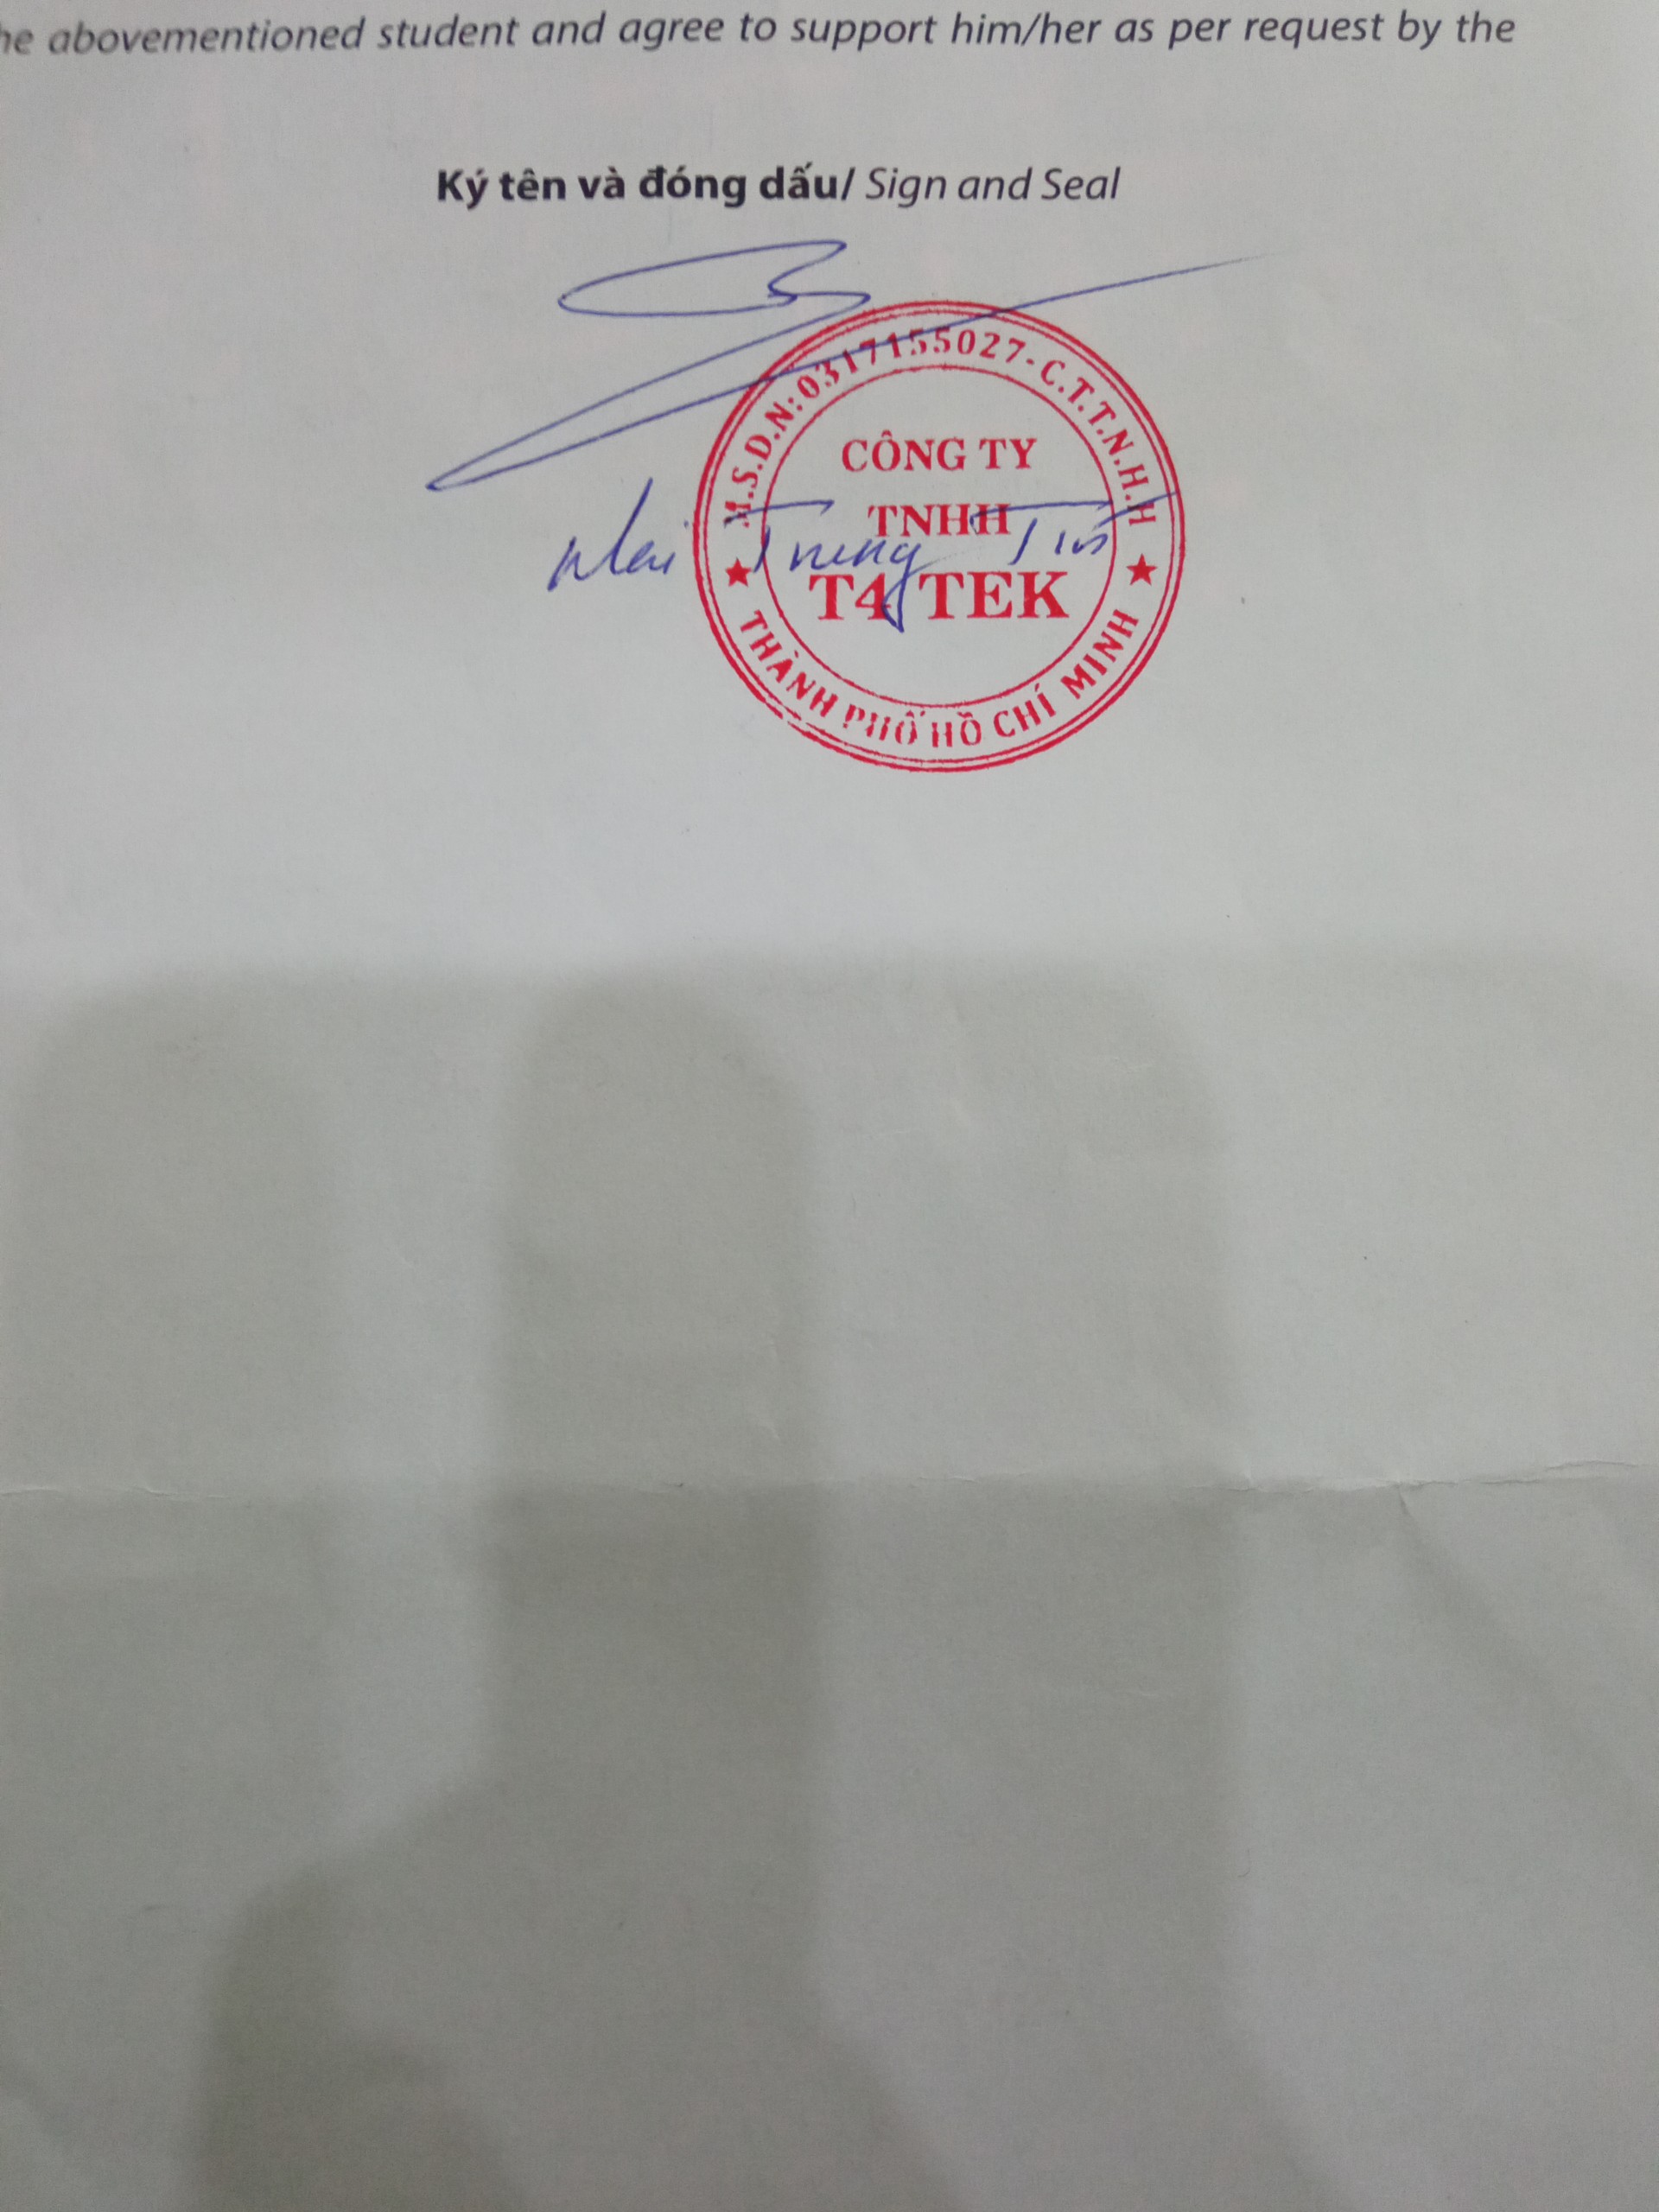 he abovementioned student and agree to support him/her as per request by the
Ký tên và đóng dấu/ Sign and Seal
M.S.D.N: 0317155027-C.T.T.N.H.H
CÔNG TY
TNHH
T4 TEK
Mai Trung Tín
★ THÀNH PHỐ HỒ CHÍ MINH ★